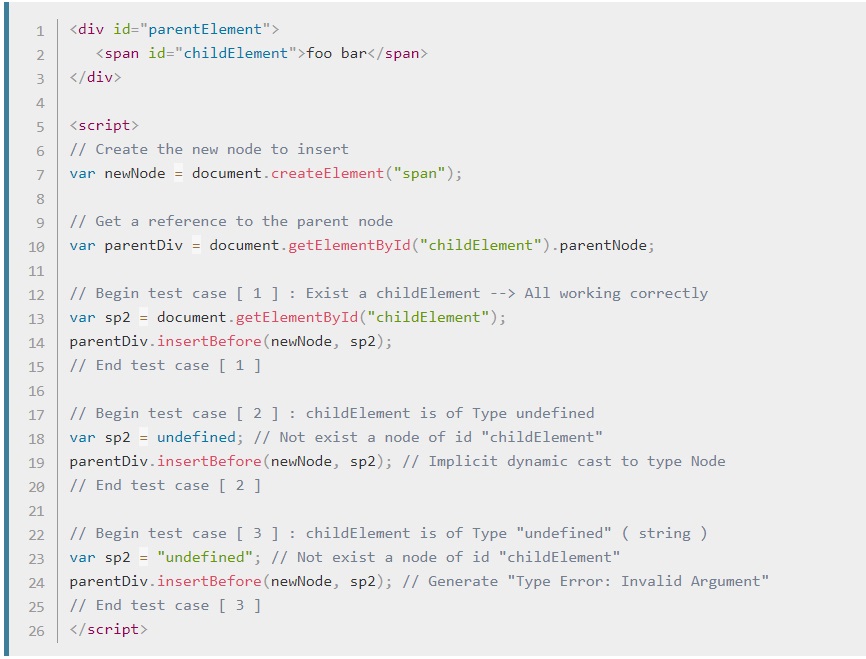 1 <div id="parentElement">
2    <span id="childElement">foo bar</span>
3 </div>
4
5 <script>
6 // Create the new node to insert
7 var newNode = document.createElement("span");
8
9 // Get a reference to the parent node
10 var parentDiv = document.getElementById("childElement").parentNode;
11
12 // Begin test case [ 1 ] : Exist a childElement --> All working correctly
13 var sp2 = document.getElementById("childElement");
14 parentDiv.insertBefore(newNode, sp2);
15 // End test case [ 1 ]
16
17 // Begin test case [ 2 ] : childElement is of Type undefined
18 var sp2 = undefined; // Not exist a node of id "childElement"
19 parentDiv.insertBefore(newNode, sp2); // Implicit dynamic cast to type Node
20 // End test case [ 2 ]
21
22 // Begin test case [ 3 ] : childElement is of Type "undefined" ( string )
23 var sp2 = "undefined"; // Not exist a node of id "childElement"
24 parentDiv.insertBefore(newNode, sp2); // Generate "Type Error: Invalid Argument"
25 // End test case [ 3 ]
26 </script>